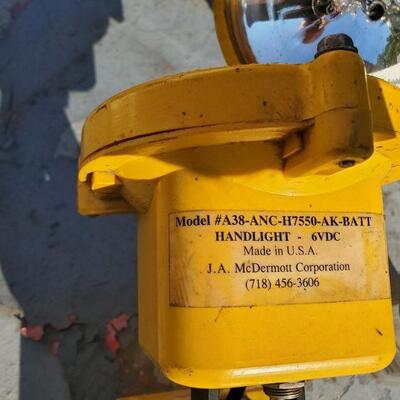 Model #A38-ANC-H7550-AK-BATT
HANDLIGHT - 6VDC
Made in U.S.A.
J.A. McDermott Corporation
(718) 456-3606